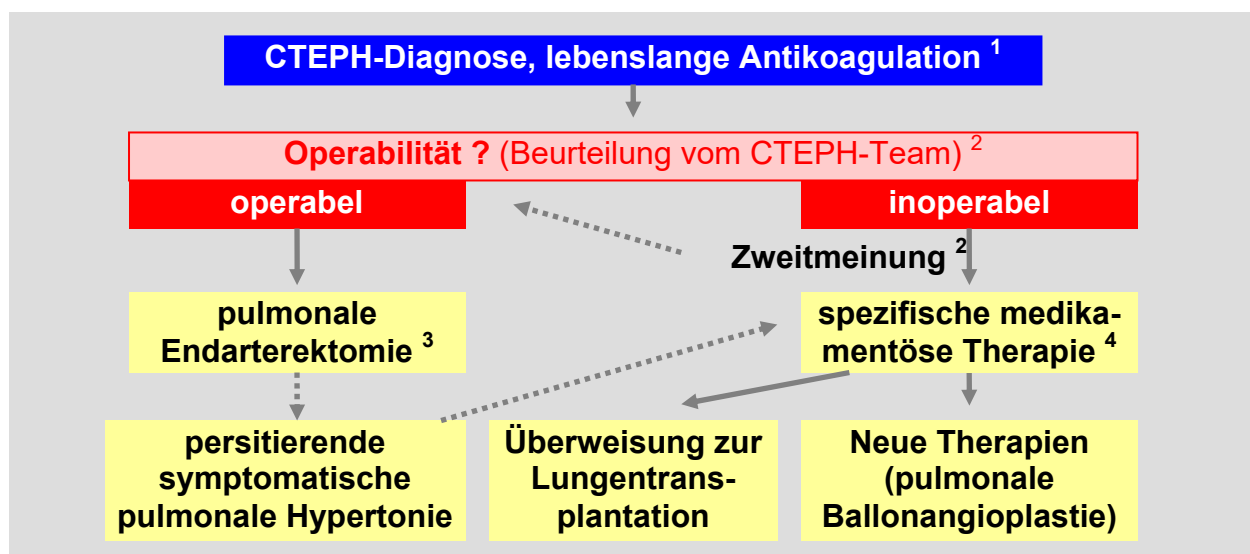 CTEPH-Diagnose, lebenslange Antikoagulation ¹
Operabilität ? (Beurteilung vom CTEPH-Team) ²
operabel
inoperabel
Zweitmeinung ²
pulmonale
Endarterektomie ³
spezifische medika-
mentöse Therapie ⁴
persitierende
symptomatische
pulmonale Hypertonie
Überweisung zur
Lungentrans-
plantation
Neue Therapien
(pulmonale
Ballonangioplastie)